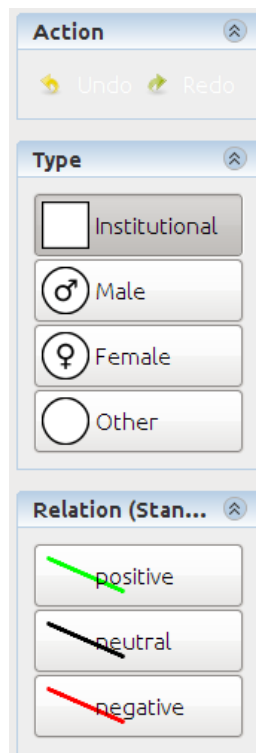 Action
Undo Redo
Type
Institutional
Male
Female
Other
Relation (Stan...
positive
neutral
negative